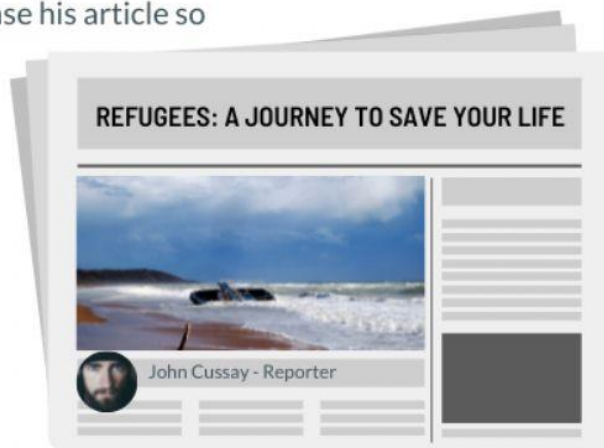 his article so
REFUGEES: A JOURNEY TO SAVE YOUR LIFE
John Cussay - Reporter